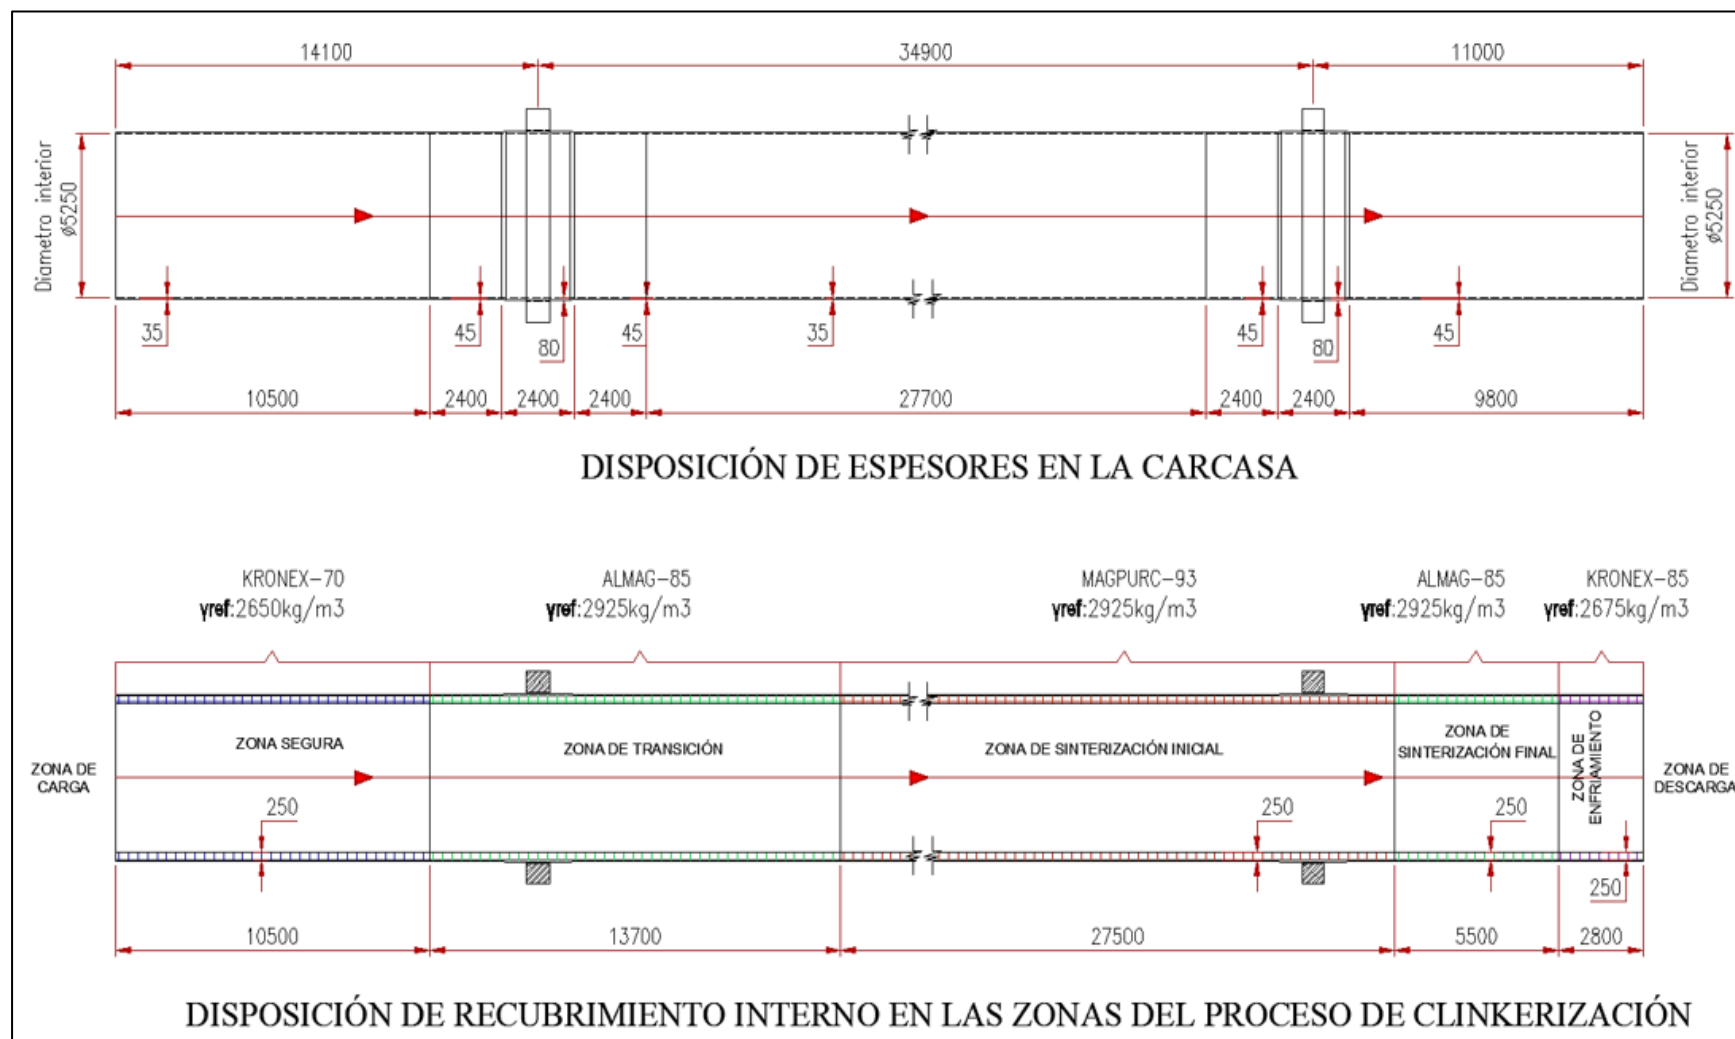 14100
34900
11000
Diametro interior
ø5250
Diametro interior
ø5250
35
45
80
45
35
45
80
45
10500
2400
2400
2400
27700
2400
2400
9800
DISPOSICIÓN DE ESPESORES EN LA CARCASA
KRONEX-70
γref:2650kg/m3
ALMAG-85
γref:2925kg/m3
MAGPURC-93
γref:2925kg/m3
ALMAG-85
γref:2925kg/m3
KRONEX-85
γref:2675kg/m3
ZONA DE
CARGA
ZONA SEGURA
ZONA DE TRANSICIÓN
ZONA DE SINTERIZACIÓN INICIAL
ZONA DE
SINTERIZACIÓN FINAL
ZONA DE
ENFRIAMIENTO
ZONA DE
DESCARGA
250
250
250
250
10500
13700
27500
5500
2800
DISPOSICIÓN DE RECUBRIMIENTO INTERNO EN LAS ZONAS DEL PROCESO DE CLINKERIZACIÓN